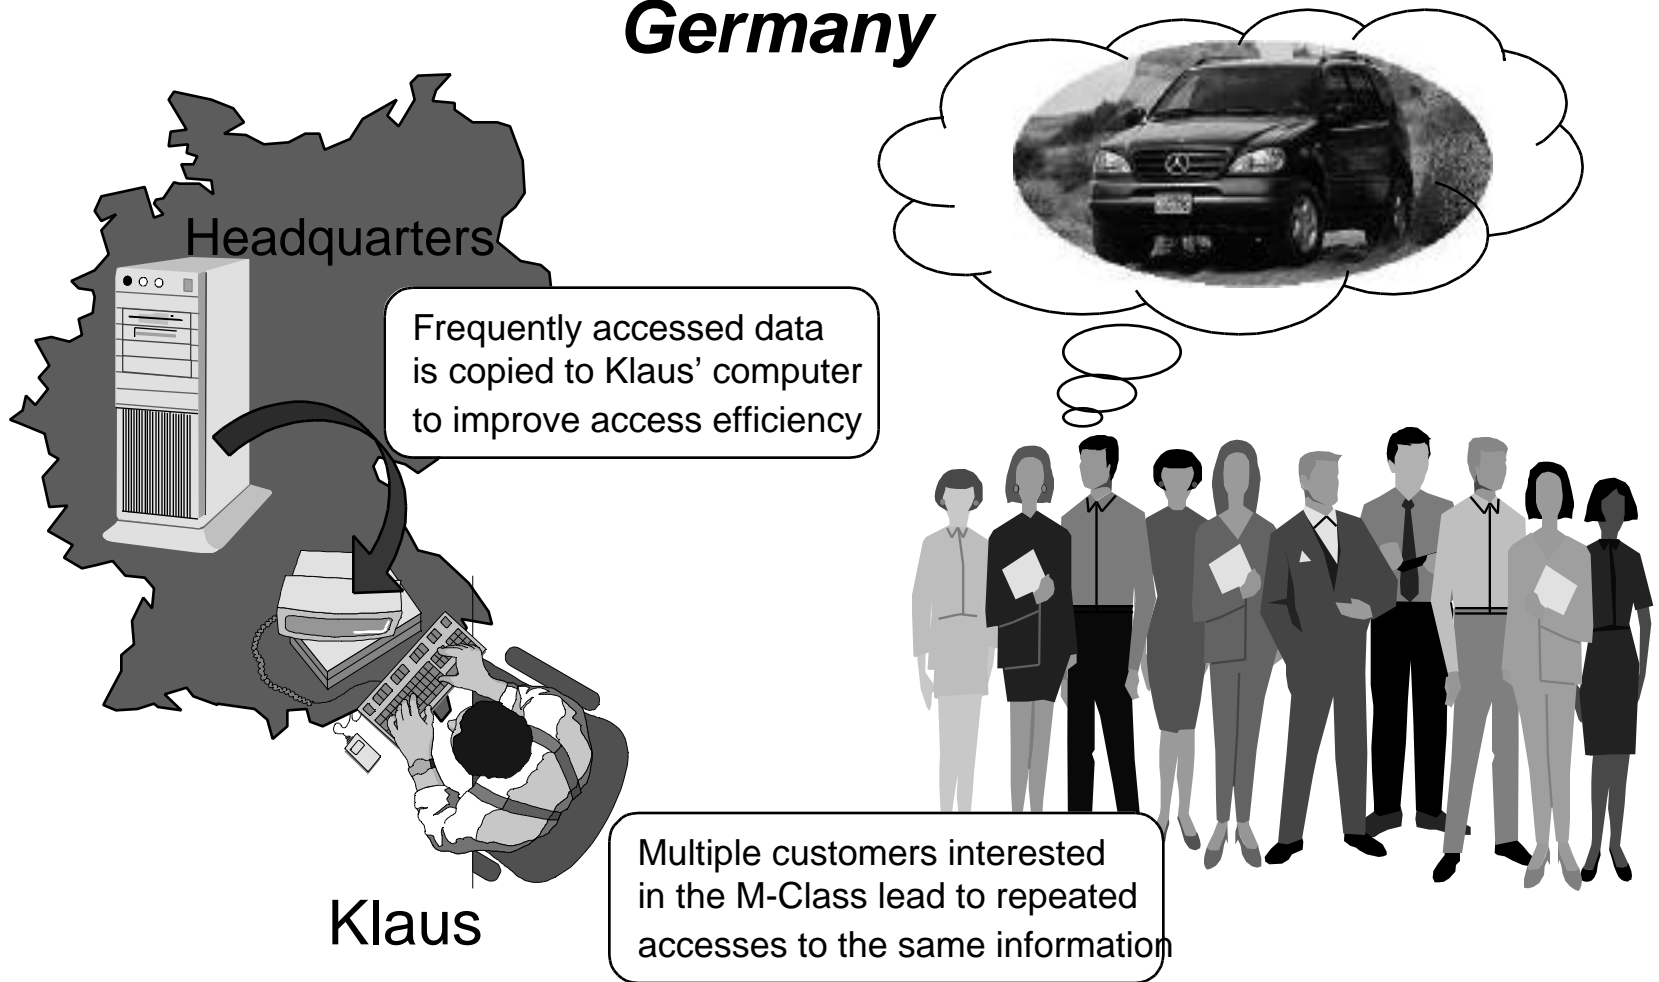 Germany
Headquarters
Frequently accessed data
is copied to Klaus’ computer
to improve access efficiency
Multiple customers interested
in the M-Class lead to repeated
accesses to the same information
Klaus